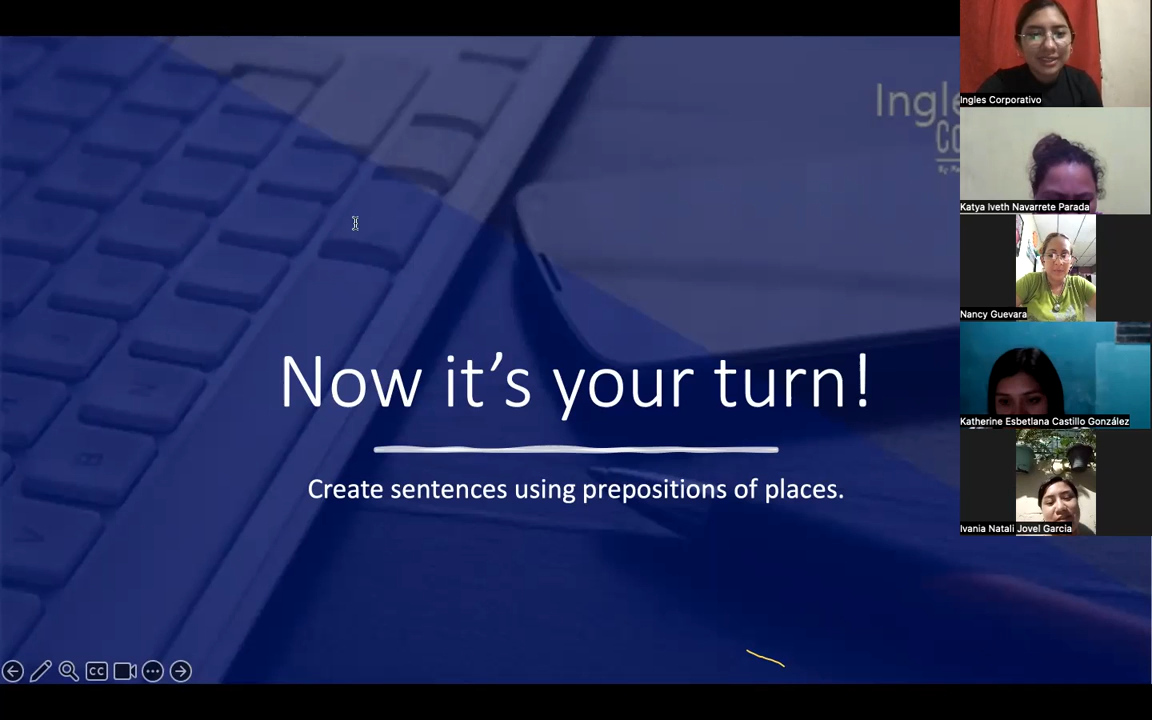 Ingles Corporativo
Katya Iveth Navarrete Parada
Nancy Guevara
Katherine Esbetlana Castillo González
Ivania Natali Jovel Garcia
Now it's your turn!
Create sentences using prepositions of places.
CC